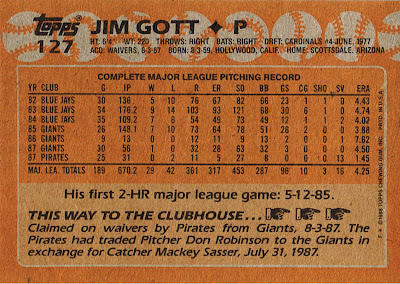 Topps JIM GOTT ✦ P
127 HT: 6'4" WT: 220 THROWS: RIGHT BATS: RIGHT DRFT: CARDINALS #4-JUNE, 1977
ACQ: WAIVERS, 8-3-87 BORN: 8-3-59, HOLLYWOOD, CALIF. HOME: SCOTTSDALE, ARIZONA
COMPLETE MAJOR LEAGUE PITCHING RECORD
YR CLUB G IP W L R ER SO BB GS CG SHO SV ERA
82 BLUE JAYS 30 136. 5 10 76 67 82 66 23 1 1 0 4.43
83 BLUE JAYS 34 176.2 9 14 103 93 121 68 30 6 1 0 4.74
84 BLUE JAYS 35 109.2 7 6 54 49 73 49 12 1 1 2 4.02
85 GIANTS 26 148.1 7 10 73 64 78 51 26 2 0 0 3.88
86 GIANTS 9 13. 0 0 12 11 9 13 2 0 0 1 7.62
87 GIANTS 30 56. 1 0 32 28 63 32 3 0 0 0 4.50
87 PIRATES 25 31. 0 2 11 5 27 8 0 0 0 13 1.45
MAJ. LEA. TOTALS 189 670.2 29 42 361 317 453 287 96 10 3 16 4.25
His first 2-HR major league game: 5-12-85.
THIS WAY TO THE CLUBHOUSE...
Claimed on waivers by Pirates from Giants, 8-3-87. The
Pirates had traded Pitcher Don Robinson to the Giants in
exchange for Catcher Mackey Sasser, July 31, 1987.
© 1988 TOPPS CHEWING GUM, INC. PRTD. IN U.S.A.